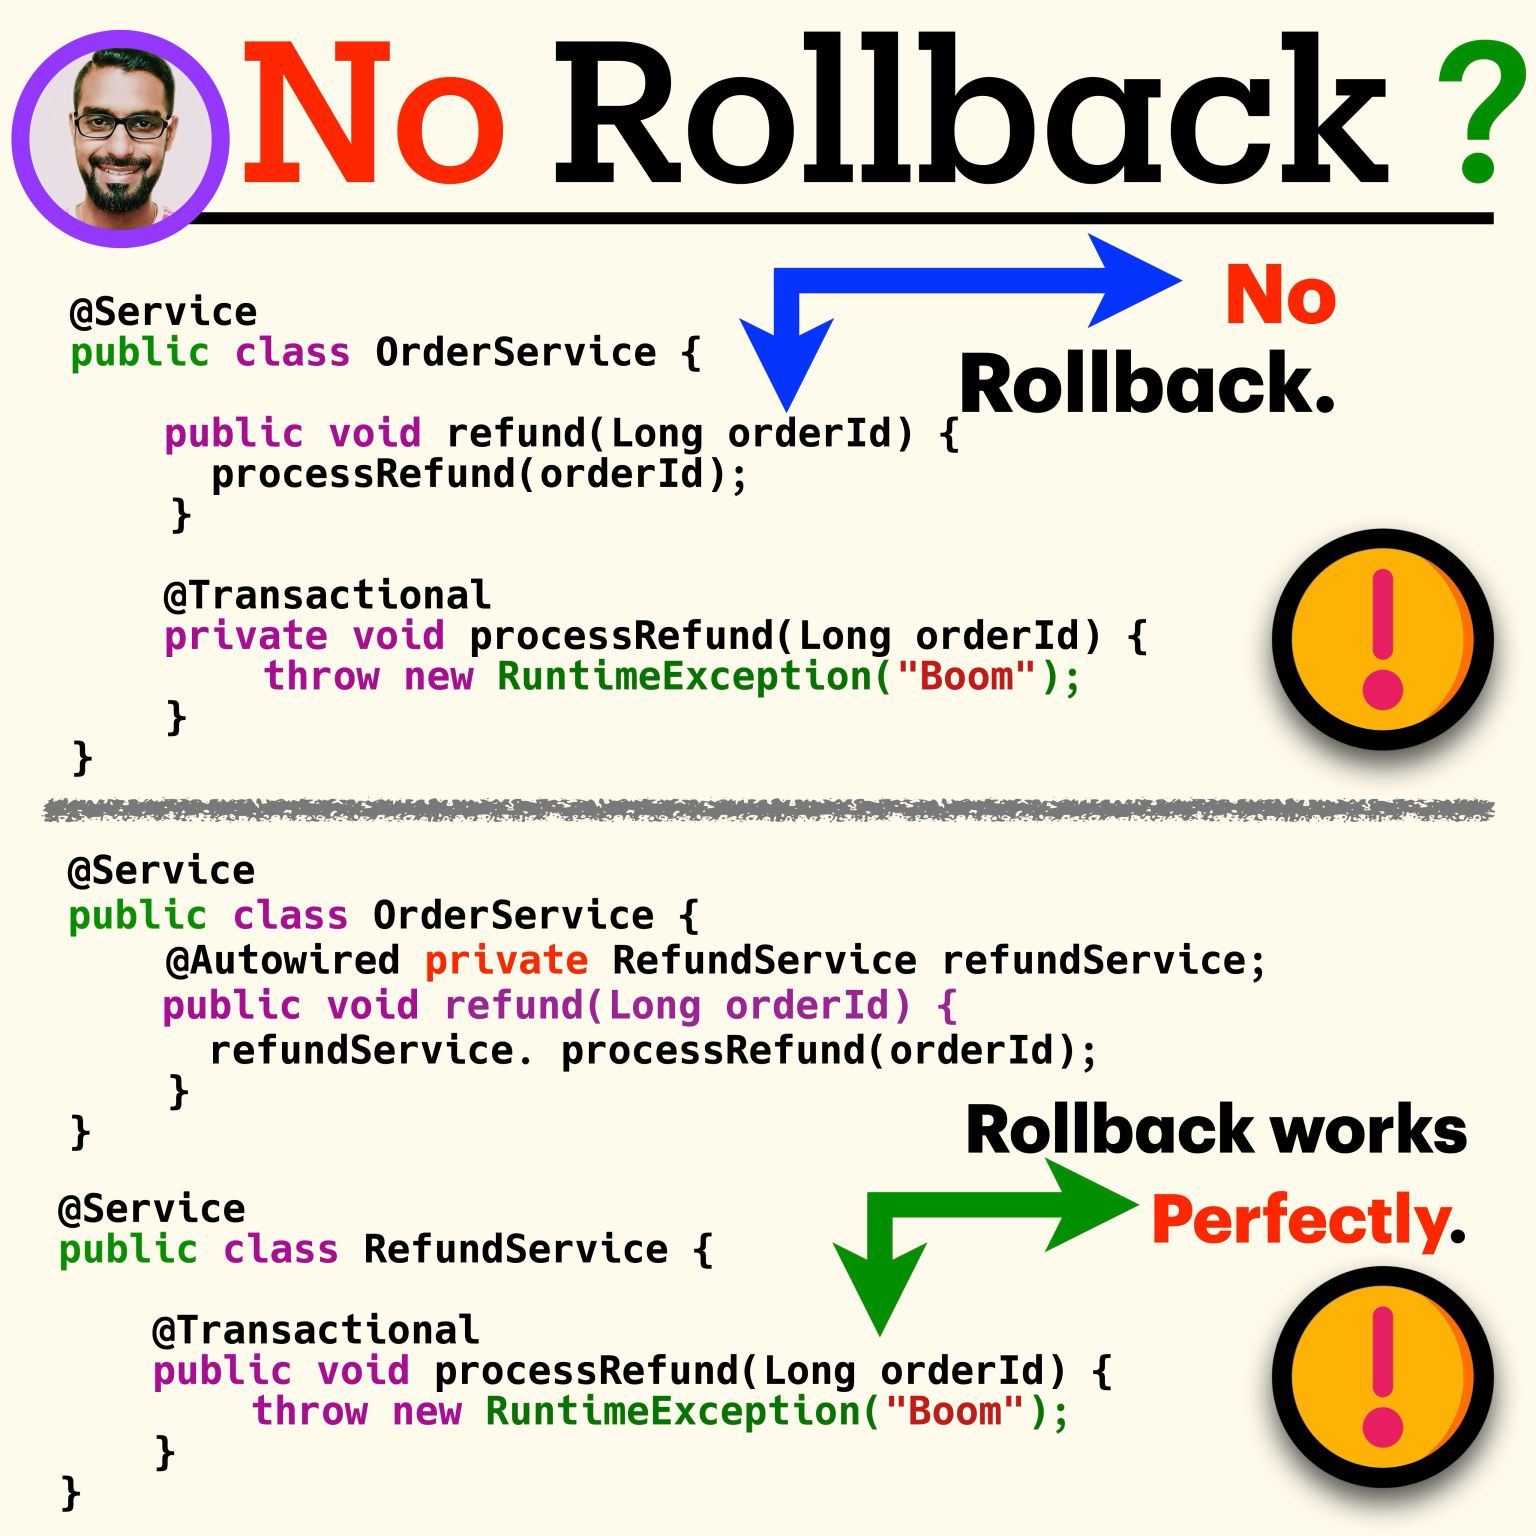 No Rollback ?
No
Rollback.
@Service
public class OrderService {
public void refund(Long orderId) {
processRefund(orderId);
}
@Transactional
private void processRefund(Long orderId) {
throw new RuntimeException("Boom");
}
}
@Service
public class OrderService {
@Autowired private RefundService refundService;
public void refund(Long orderId) {
refundService. processRefund(orderId);
}
}
Rollback works
Perfectly.
@Service
public class RefundService {
@Transactional
public void processRefund(Long orderId) {
throw new RuntimeException("Boom");
}
}